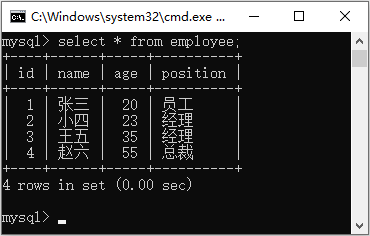 C:\Windows\system32\cmd.exe ...
mysql> select * from employee;
+----+------+-----+----------+
| id | name | age | position |
+----+------+-----+----------+
| 1 | 张三 | 20 | 员工 |
| 2 | 小四 | 23 | 经理 |
| 3 | 王五 | 35 | 经理 |
| 4 | 赵六 | 55 | 总裁 |
+----+------+-----+----------+
4 rows in set (0.00 sec)
mysql>